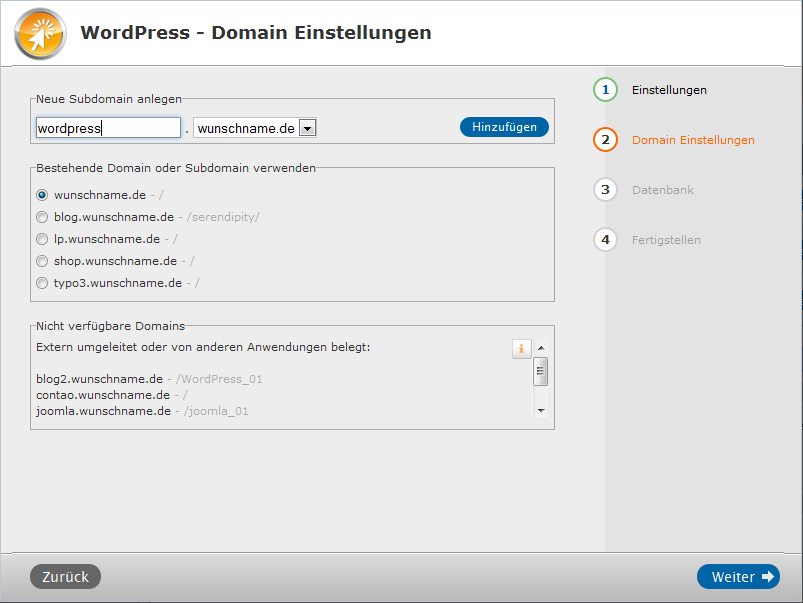 WordPress - Domain Einstellungen
Neue Subdomain anlegen
wordpress . wunschname.de Hinzufügen
Bestehende Domain oder Subdomain verwenden
wunschname.de - /
blog.wunschname.de - /serendipity/
lp.wunschname.de - /
shop.wunschname.de - /
typo3.wunschname.de - /
Nicht verfügbare Domains
Extern umgeleitet oder von anderen Anwendungen belegt:
i
blog2.wunschname.de - /WordPress_01
contao.wunschname.de - /
joomla.wunschname.de - /joomla_01
1 Einstellungen
2 Domain Einstellungen
3 Datenbank
4 Fertigstellen
Zurück
Weiter